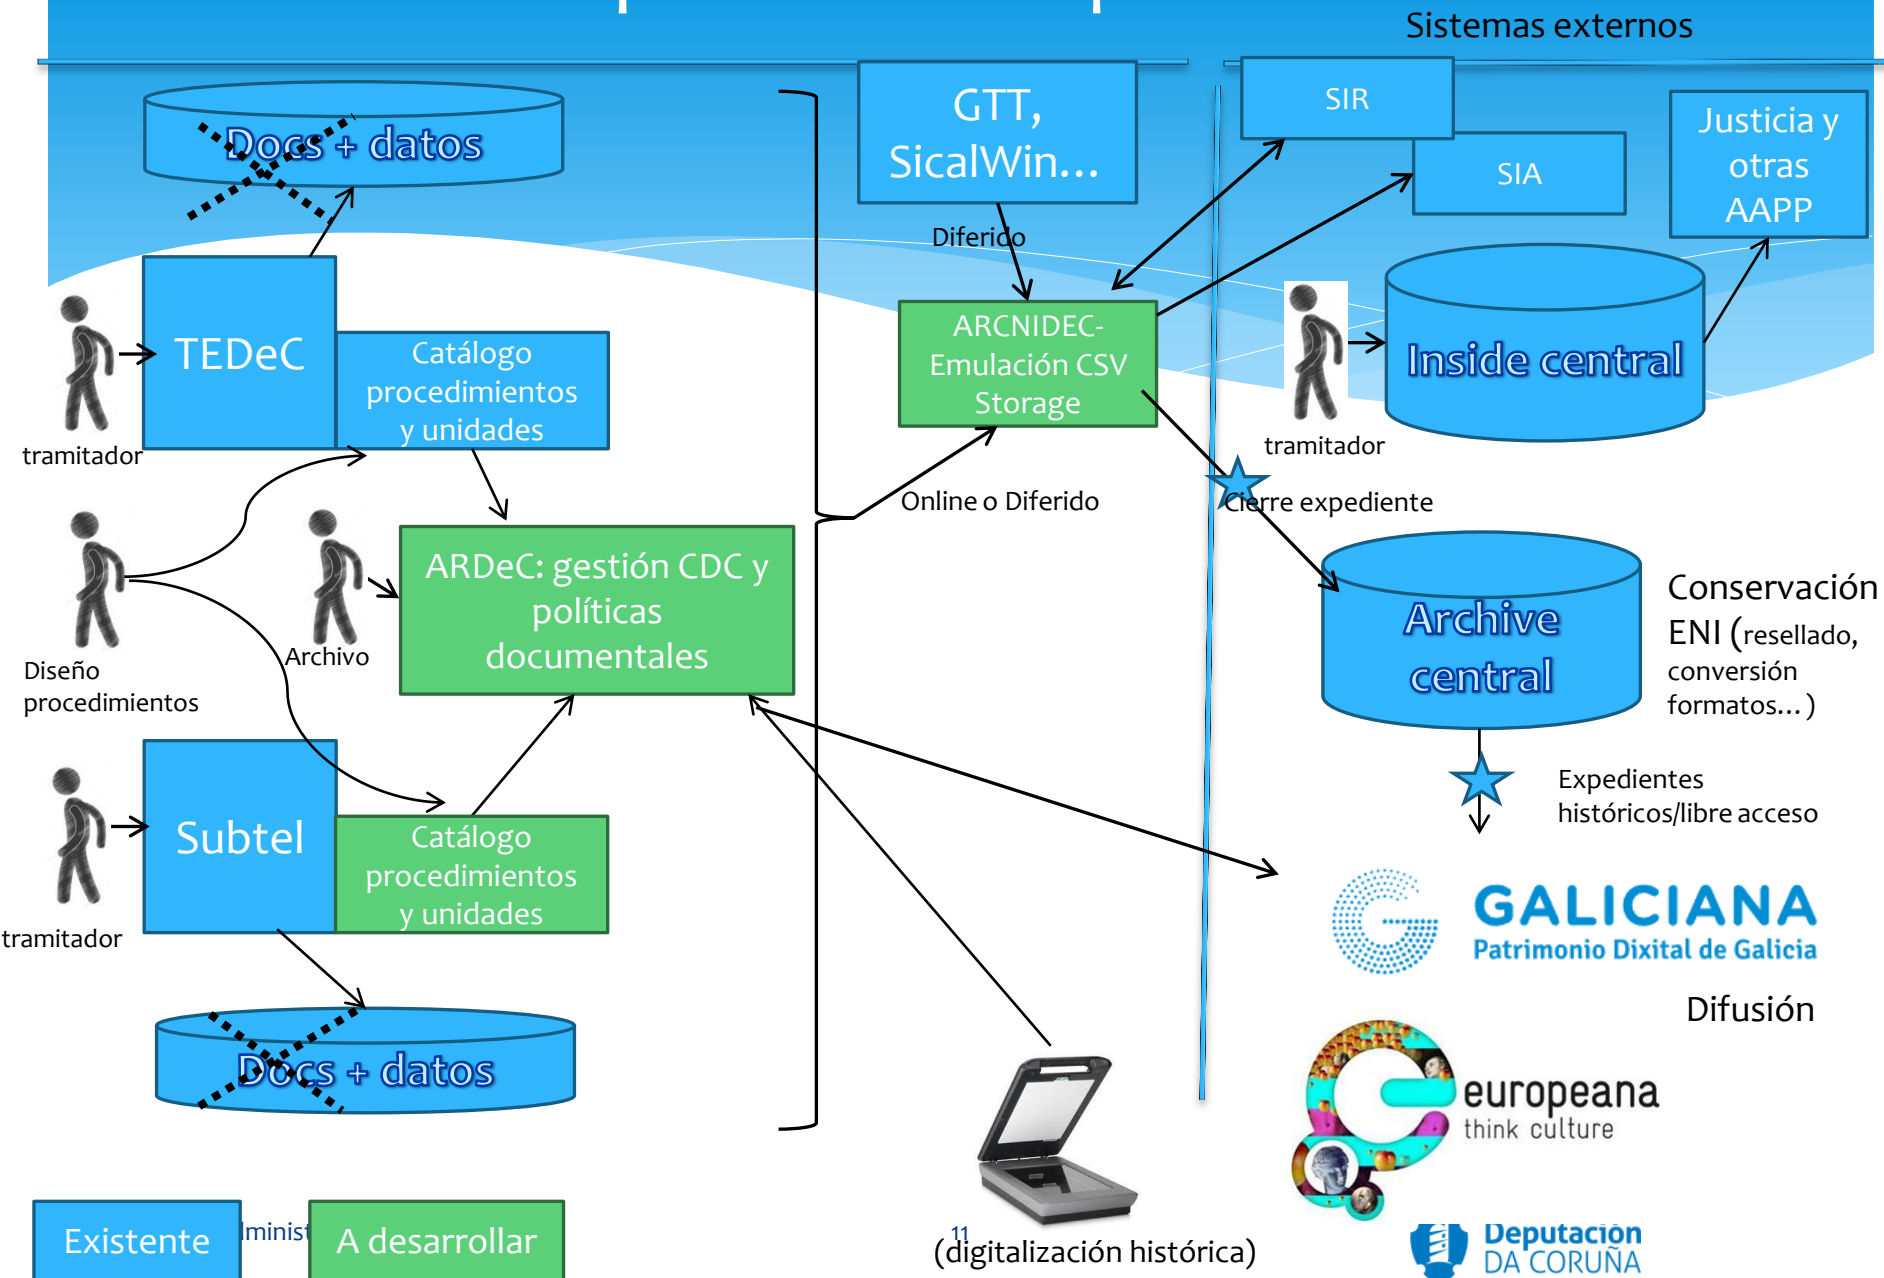 Sistemas externos
Docs + datos
GTT,
SicalWin...
SIR
SIA
Justicia y
otras
AAPP
Diferido
TEDeC
Catálogo
procedimientos
y unidades
tramitador
ARCNIDEC-
Emulación CSV
Storage
Inside central
tramitador
Online o Diferido
Cierre expediente
ARDeC: gestión CDC y
políticas
documentales
Archivo
Diseño
procedimientos
Archive
central
Conservación
ENI (resellado,
conversión
formatos...)
Expedientes
históricos/libre acceso
Subtel
Catálogo
procedimientos
y unidades
tramitador
GALICIANA
Patrimonio Dixital de Galicia
Difusión
Docs + datos
europeana
think culture
Existente
A desarrollar
11
(digitalización histórica)
Deputación
DA CORUÑA